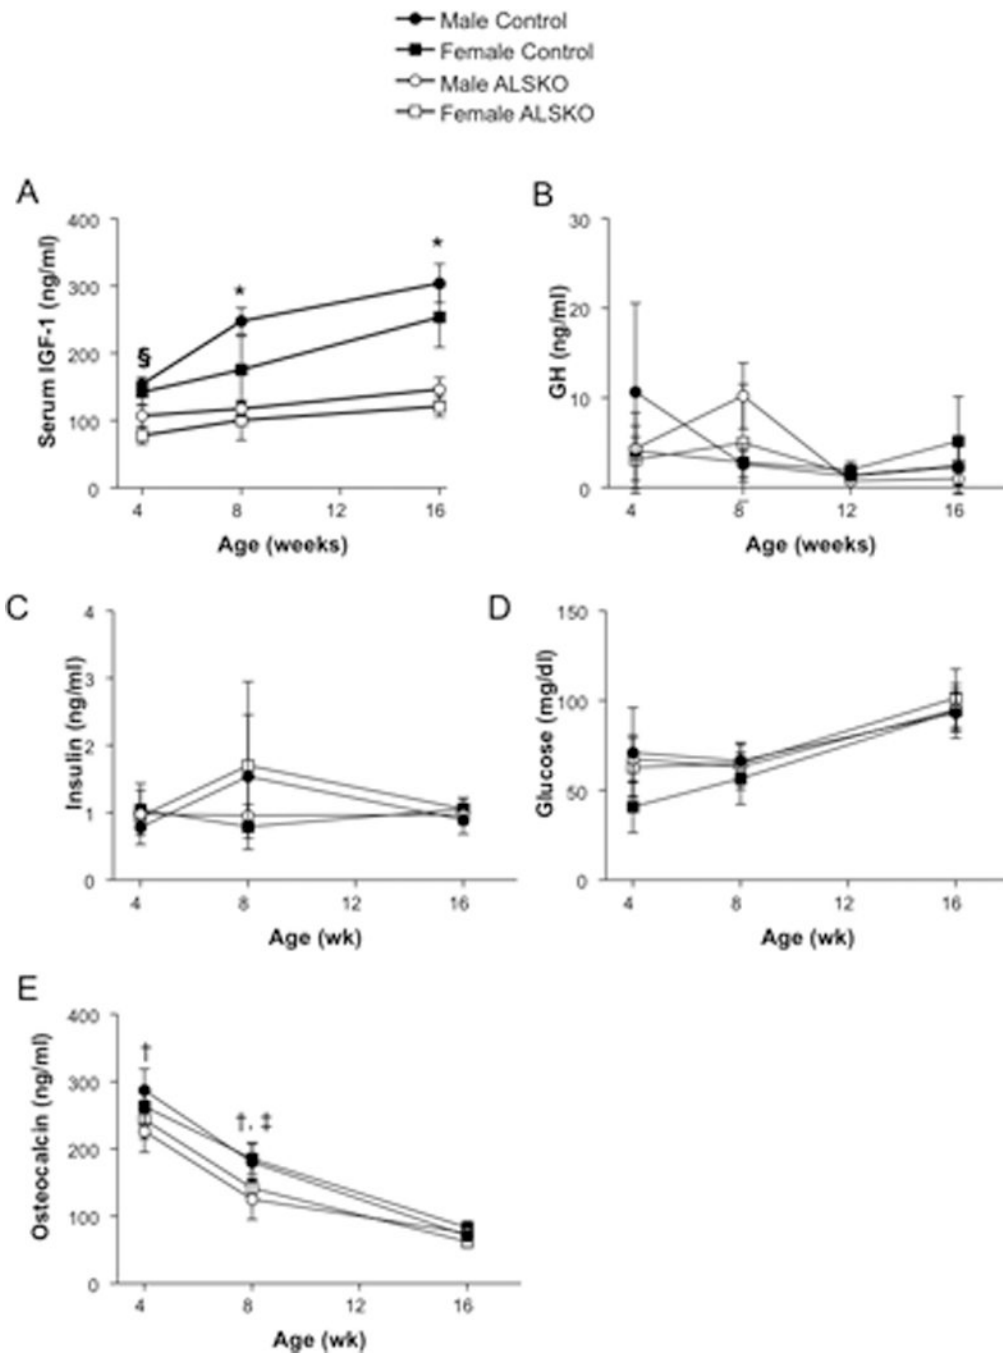 Male Control
Female Control
Male ALSKO
Female ALSKO
A
Serum IGF-1 (ng/ml)
400
300
200
100
0
*
*
§
4
8
12
16
Age (weeks)
B
GH (ng/ml)
30
20
10
0
4
8
12
16
Age (weeks)
C
Insulin (ng/ml)
4
3
2
1
0
4
8
12
16
Age (wk)
D
Glucose (mg/dl)
150
100
50
0
4
8
12
16
Age (wk)
E
Osteocalcin (ng/ml)
400
300
200
100
0
†
†, ‡
4
8
12
16
Age (wk)